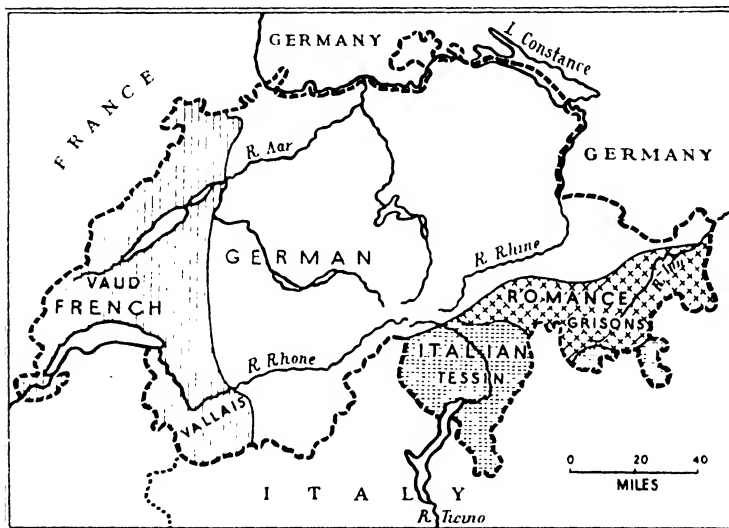 GERMANY
L. Constance
FRANCE
R. Aar
GERMANY
GERMAN
R. Rhine
VAUD
FRENCH
ROMANCE
R. Inn
GRISONS
ITALIAN
TESSIN
R. Rhone
VALLAIS
0 20 40
MILES
ITALY
R. Ticino